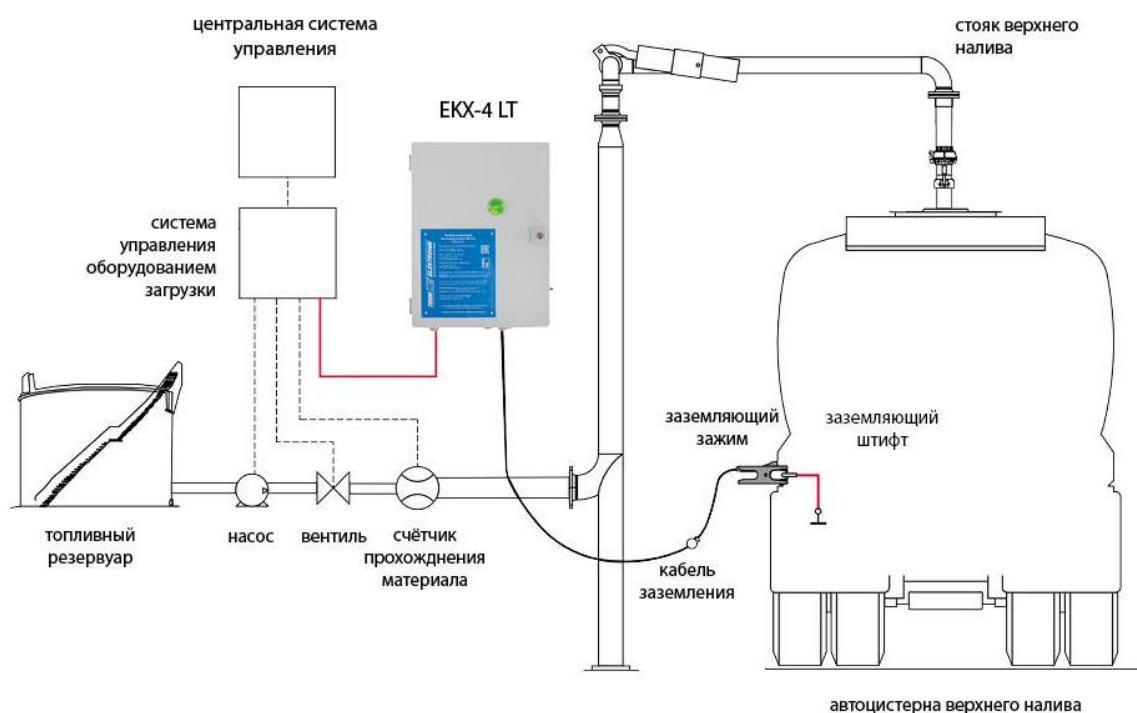 центральная система
управления
стояк верхнего
налива
EKX-4 LT
система
управления
оборудованием
загрузки
заземляющий
зажим
заземляющий
штифт
топливный
резервуар
насос
вентиль
счётчик
прохожднения
материала
кабель
заземления
автоцистерна верхнего налива